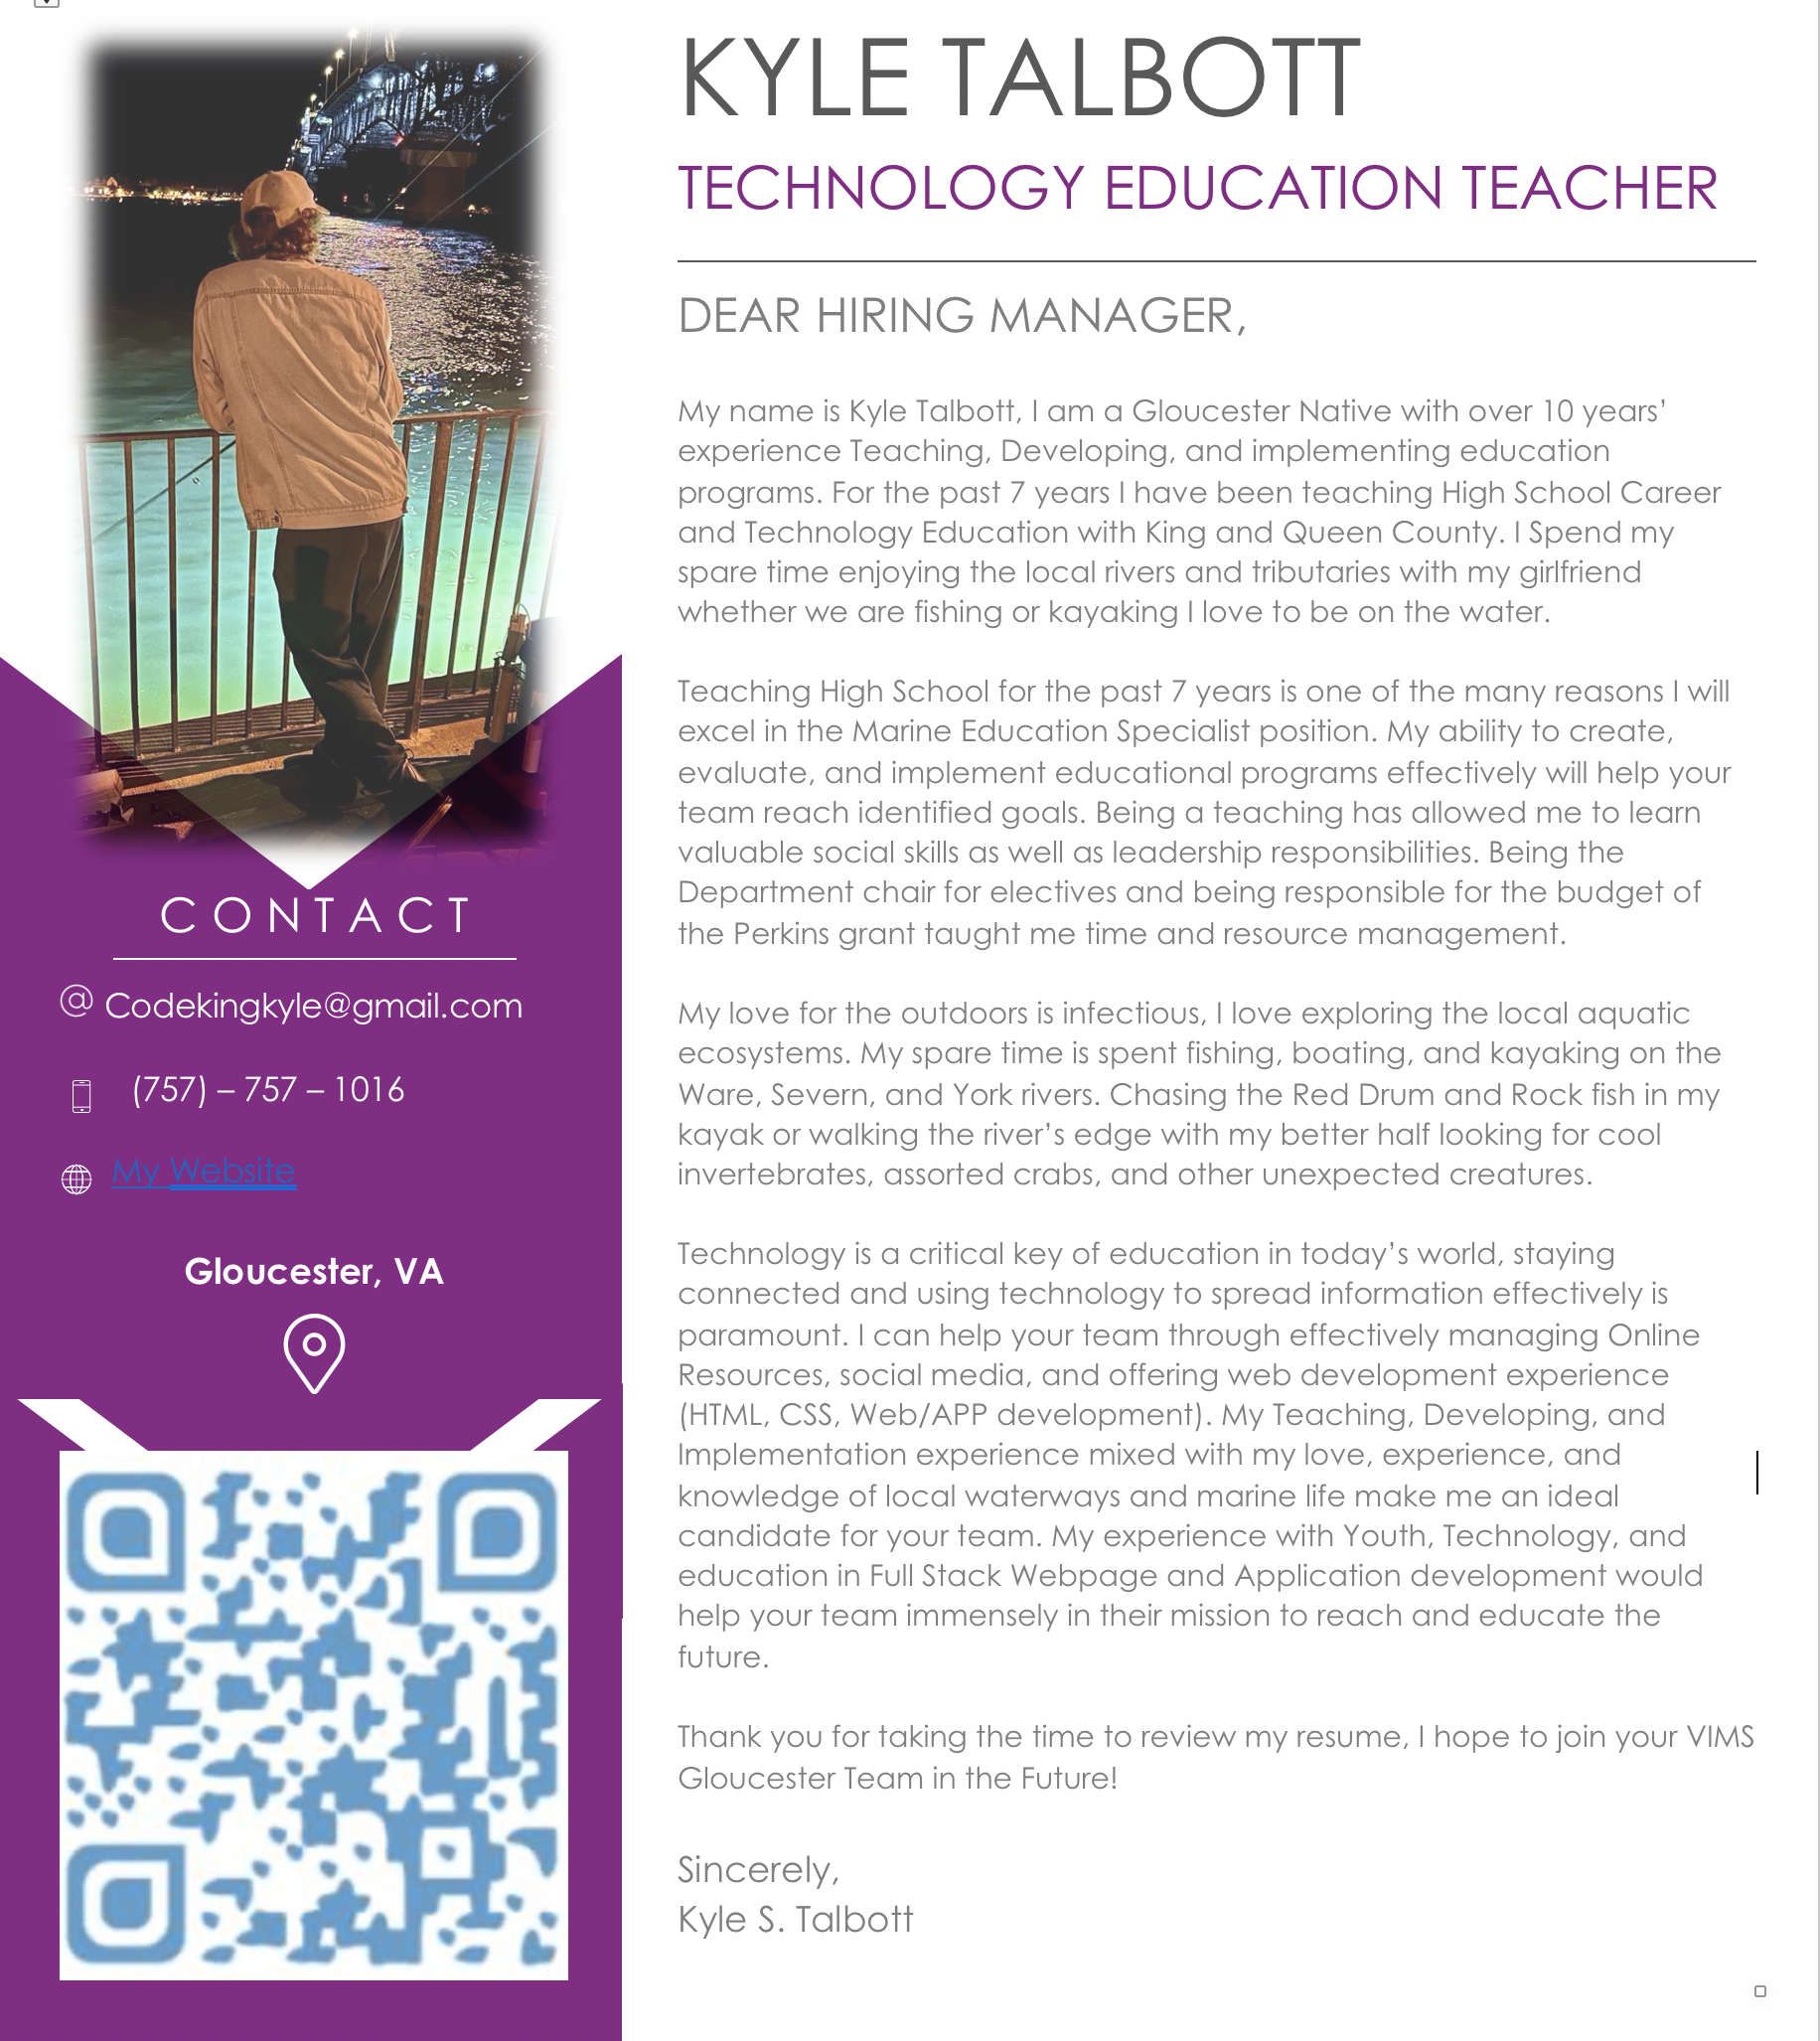 KYLE TALBOTT
TECHNOLOGY EDUCATION TEACHER
DEAR HIRING MANAGER,
My name is Kyle Talbott, I am a Gloucester Native with over 10 years’
experience Teaching, Developing, and implementing education
programs. For the past 7 years I have been teaching High School Career
and Technology Education with King and Queen County. I Spend my
spare time enjoying the local rivers and tributaries with my girlfriend
whether we are fishing or kayaking I love to be on the water.
Teaching High School for the past 7 years is one of the many reasons I will
excel in the Marine Education Specialist position. My ability to create,
evaluate, and implement educational programs effectively will help your
team reach identified goals. Being a teaching has allowed me to learn
valuable social skills as well as leadership responsibilities. Being the
Department chair for electives and being responsible for the budget of
the Perkins grant taught me time and resource management.
My love for the outdoors is infectious, I love exploring the local aquatic
ecosystems. My spare time is spent fishing, boating, and kayaking on the
Ware, Severn, and York rivers. Chasing the Red Drum and Rock fish in my
kayak or walking the river’s edge with my better half looking for cool
invertebrates, assorted crabs, and other unexpected creatures.
Technology is a critical key of education in today’s world, staying
connected and using technology to spread information effectively is
paramount. I can help your team through effectively managing Online
Resources, social media, and offering web development experience
(HTML, CSS, Web/APP development). My Teaching, Developing, and
Implementation experience mixed with my love, experience, and
knowledge of local waterways and marine life make me an ideal
candidate for your team. My experience with Youth, Technology, and
education in Full Stack Webpage and Application development would
help your team immensely in their mission to reach and educate the
future.
Thank you for taking the time to review my resume, I hope to join your VIMS
Gloucester Team in the Future!
Sincerely,
Kyle S. Talbott
CONTACT
@ Codekingkyle@gmail.com
(757) – 757 – 1016
My Website
Gloucester, VA